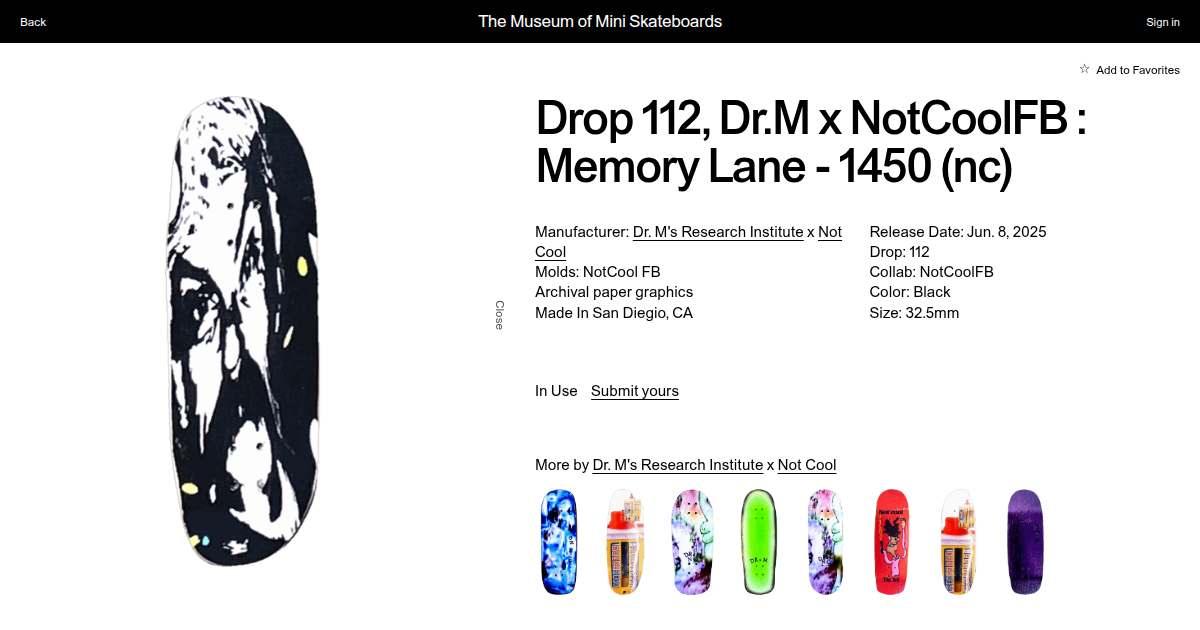 Back
The Museum of Mini Skateboards
Sign in
☆ Add to Favorites
Drop 112, Dr.M x NotCoolFB :
Memory Lane - 1450 (nc)
Manufacturer: Dr. M's Research Institute x Not
Cool
Molds: NotCool FB
Archival paper graphics
Made In San Diegio, CA
Release Date: Jun. 8, 2025
Drop: 112
Collab: NotCoolFB
Color: Black
Size: 32.5mm
Close
In Use
Submit yours
More by Dr. M's Research Institute x Not Cool